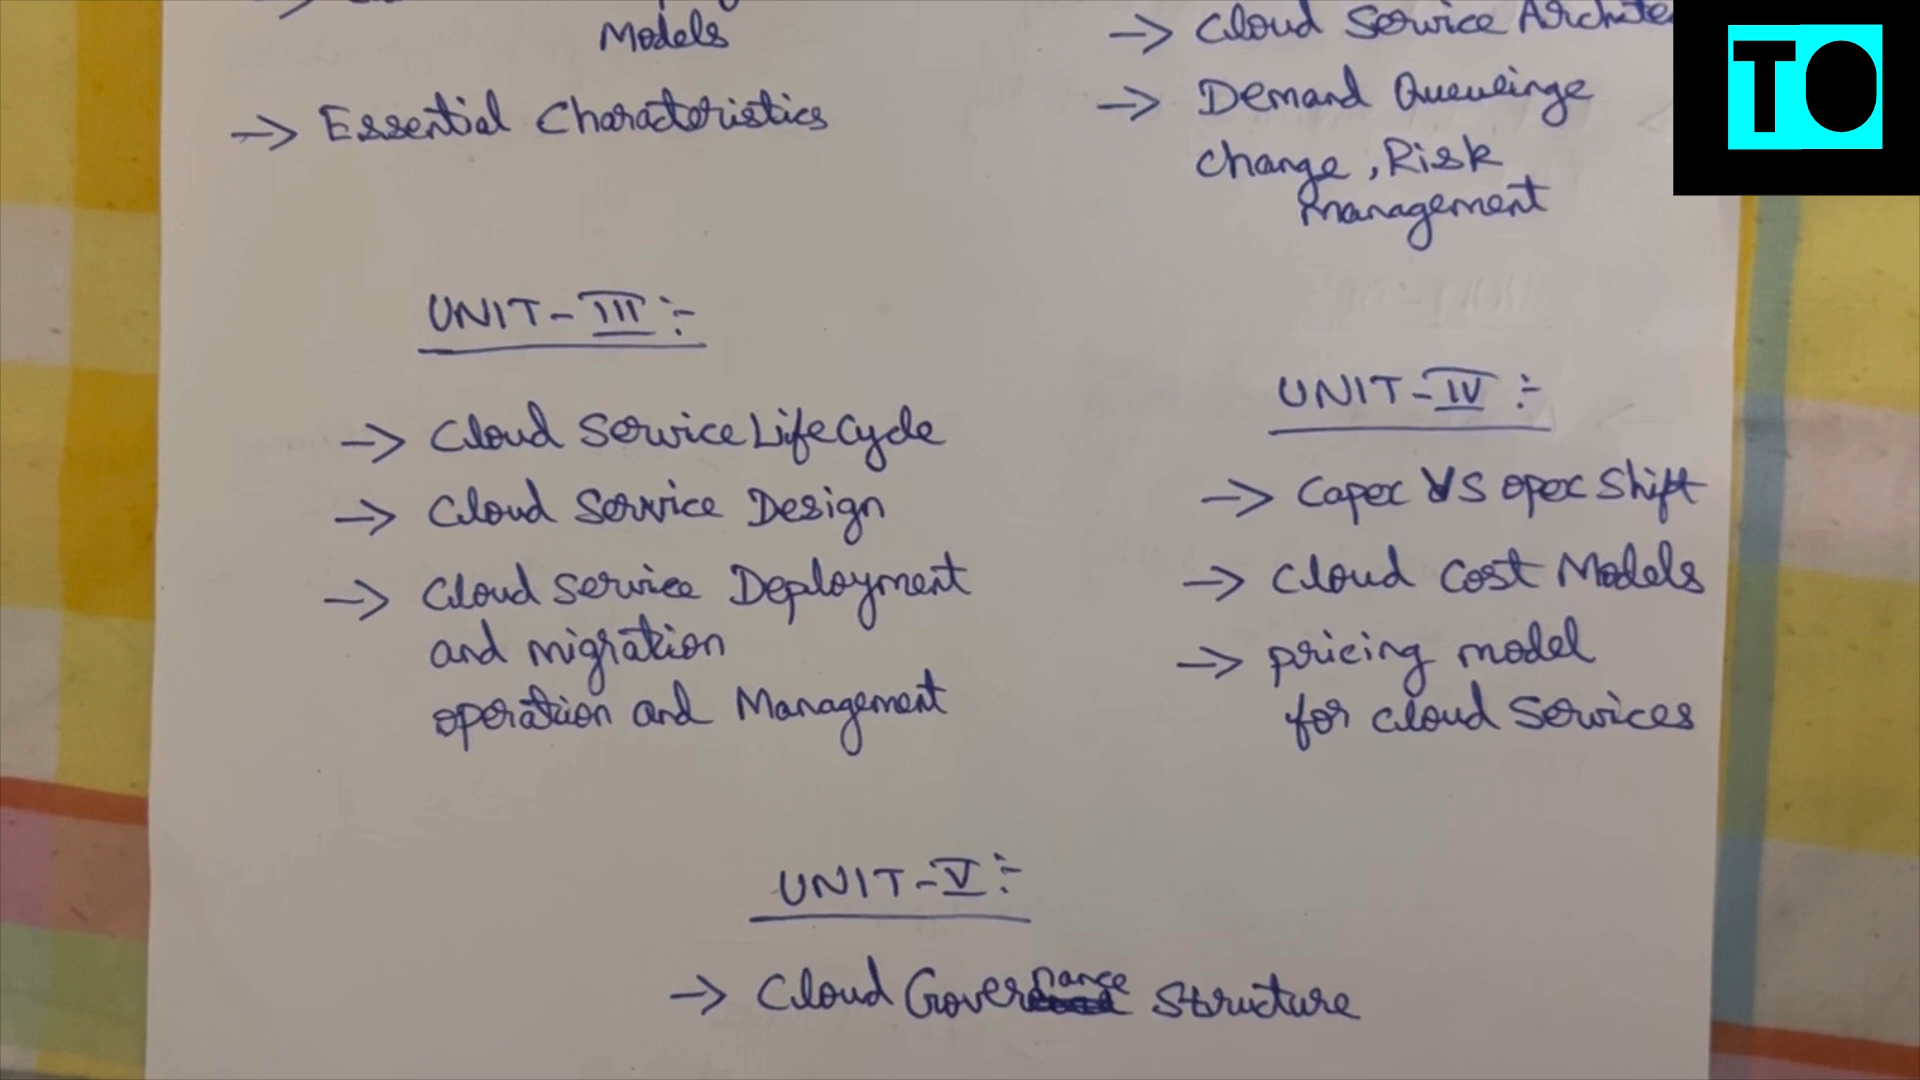 Models
→ Essential Characteristics
→ Cloud Service
→ Demand Queueinge
change, Risk
management
TO
UNIT-III:-
→ Cloud Service LifeCycle
→ Cloud Service Design
→ Cloud Service Deployment
and migration
operation and Management
UNIT-IV:-
→ Capex VS opex Shift
→ Cloud Cost Models
→ pricing model
for cloud Services
UNIT-V:-
→ Cloud Governance Structure